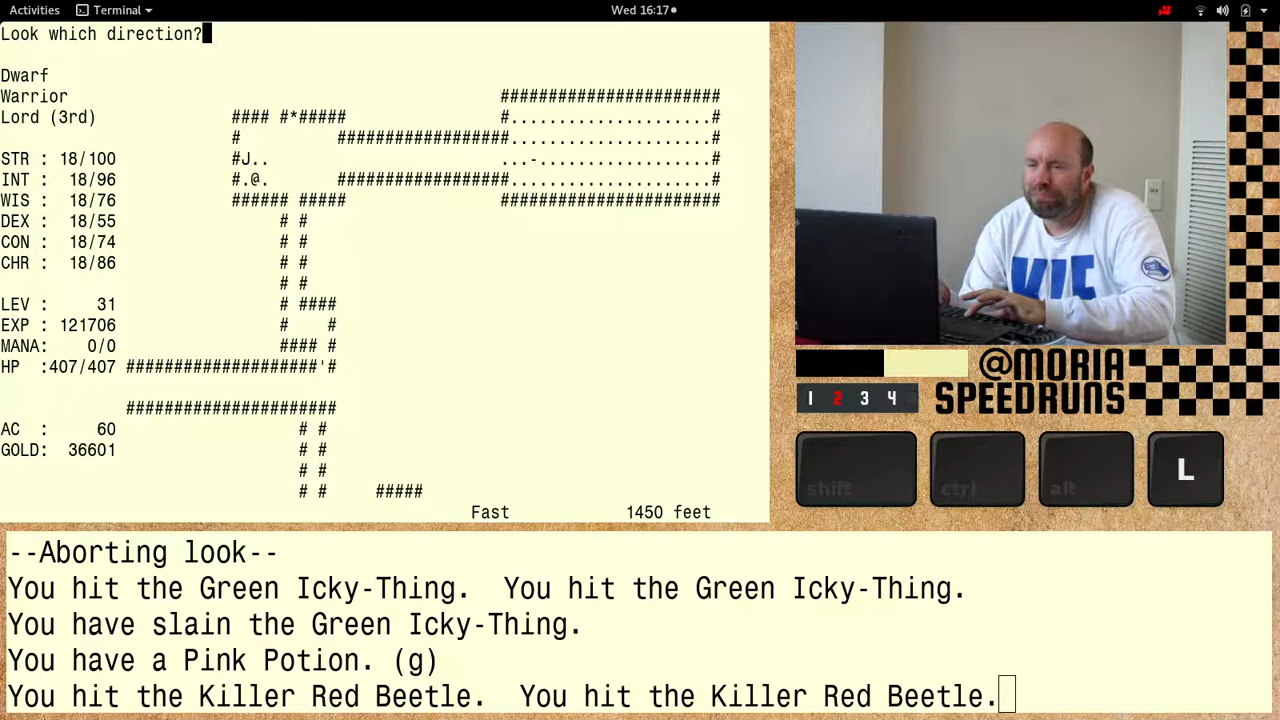 Activities Terminal Wed 16:17
Look which direction?
Dwarf
Warrior
Lord (3rd)
STR : 18/100
INT : 18/96
WIS : 18/76
DEX : 18/55
CON : 18/74
CHR : 18/86
LEV : 31
EXP : 121706
MANA: 0/0
HP :407/407
AC : 60
GOLD: 36601
######################
#### #*##### #....................#
# ################## ....................#
#J.. ...-..................#
#.@. ##################....................#
###### ##### #######################
# #
# #
# #
# #
# ####
# #
#### #
####################'#
######################
# #
# #
# #
# # #####
Fast 1450 feet
@MORIA
SPEEDRUNS
1 2 3 4
shift ctrl alt L
KIE
--Aborting look--
You hit the Green Icky-Thing. You hit the Green Icky-Thing.
You have slain the Green Icky-Thing.
You have a Pink Potion. (g)
You hit the Killer Red Beetle. You hit the Killer Red Beetle.